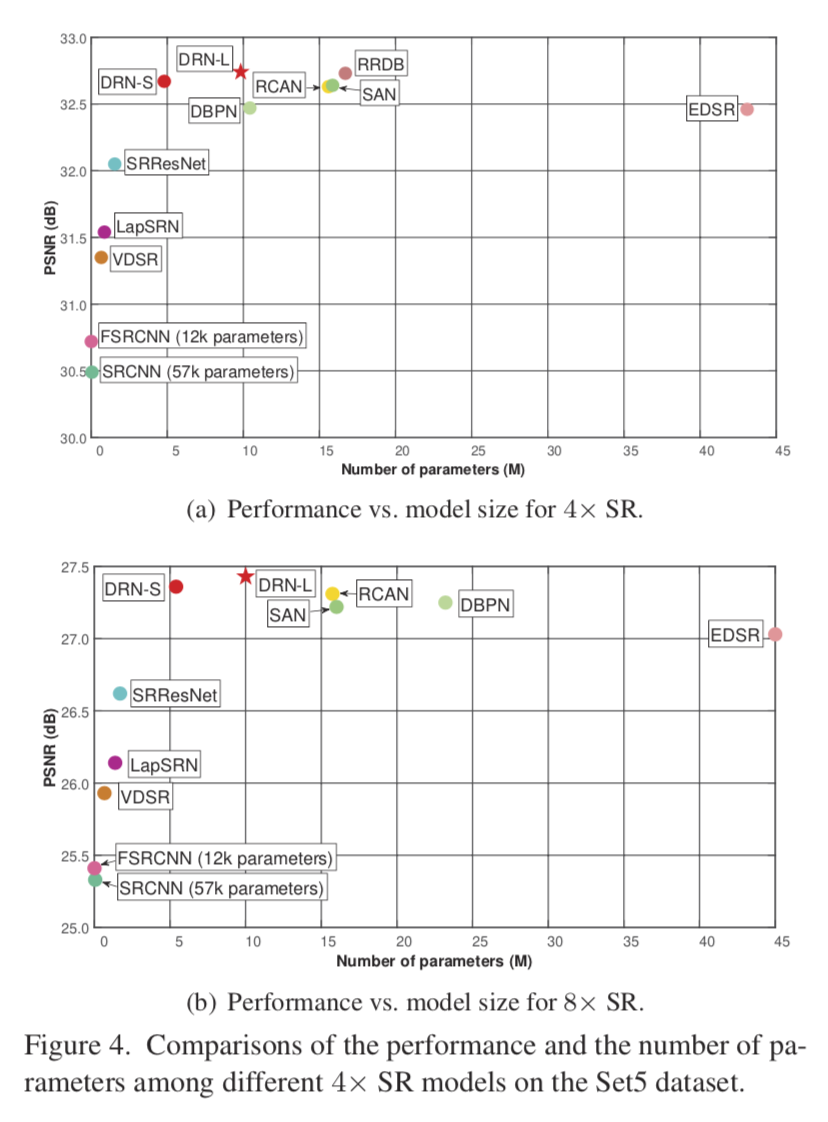 33.0
DRN-L
RRDB
DRN-S
RCAN
SAN
32.5
DBPN
EDSR
SRResNet
32.0
LapSRN
31.5
VDSR
PSNR (dB)
31.0
FSRCNN (12k parameters)
30.5
SRCNN (57k parameters)
30.0
0 5 10 15 20 25 30 35 40 45
Number of parameters (M)
(a) Performance vs. model size for 4× SR.
27.5
DRN-S
DRN-L
RCAN
SAN
DBPN
27.0
EDSR
SRResNet
26.5
PSNR (dB)
LapSRN
26.0
VDSR
25.5
FSRCNN (12k parameters)
SRCNN (57k parameters)
25.0
0 5 10 15 20 25 30 35 40 45
Number of parameters (M)
(b) Performance vs. model size for 8× SR.
Figure 4. Comparisons of the performance and the number of pa-
rameters among different 4× SR models on the Set5 dataset.